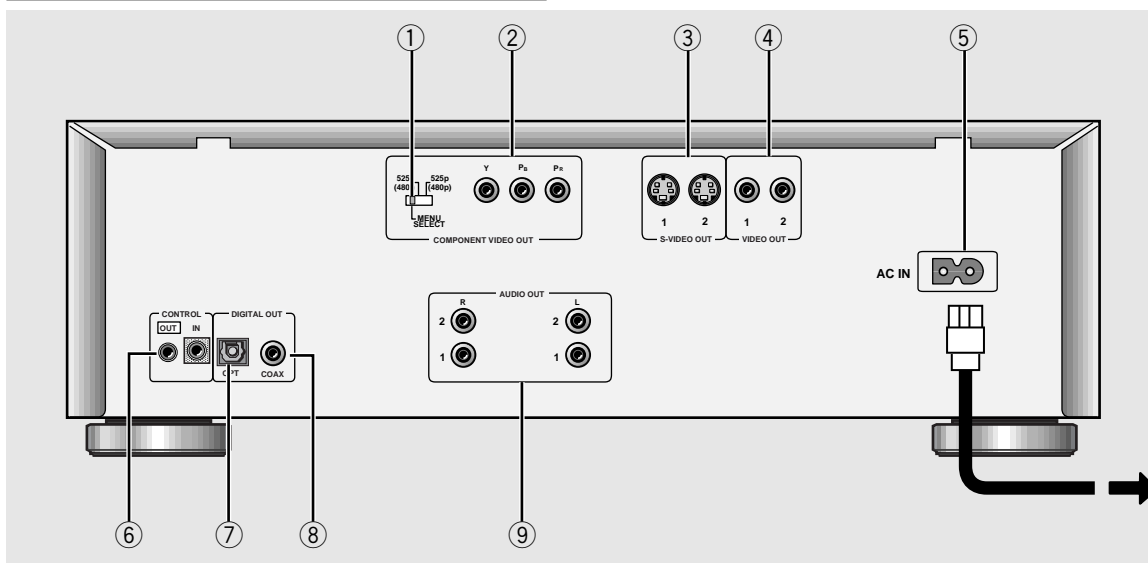 ① ② ③ ④ ⑤
Y PB PR
525 525p
(480 (480p)
MENU
SELECT
COMPONENT VIDEO OUT
1 2
S-VIDEO OUT
1 2
VIDEO OUT
AC IN
CONTROL
OUT IN
DIGITAL OUT
OPT COAX
AUDIO OUT
R L
2 2
1 1
⑥ ⑦ ⑧ ⑨